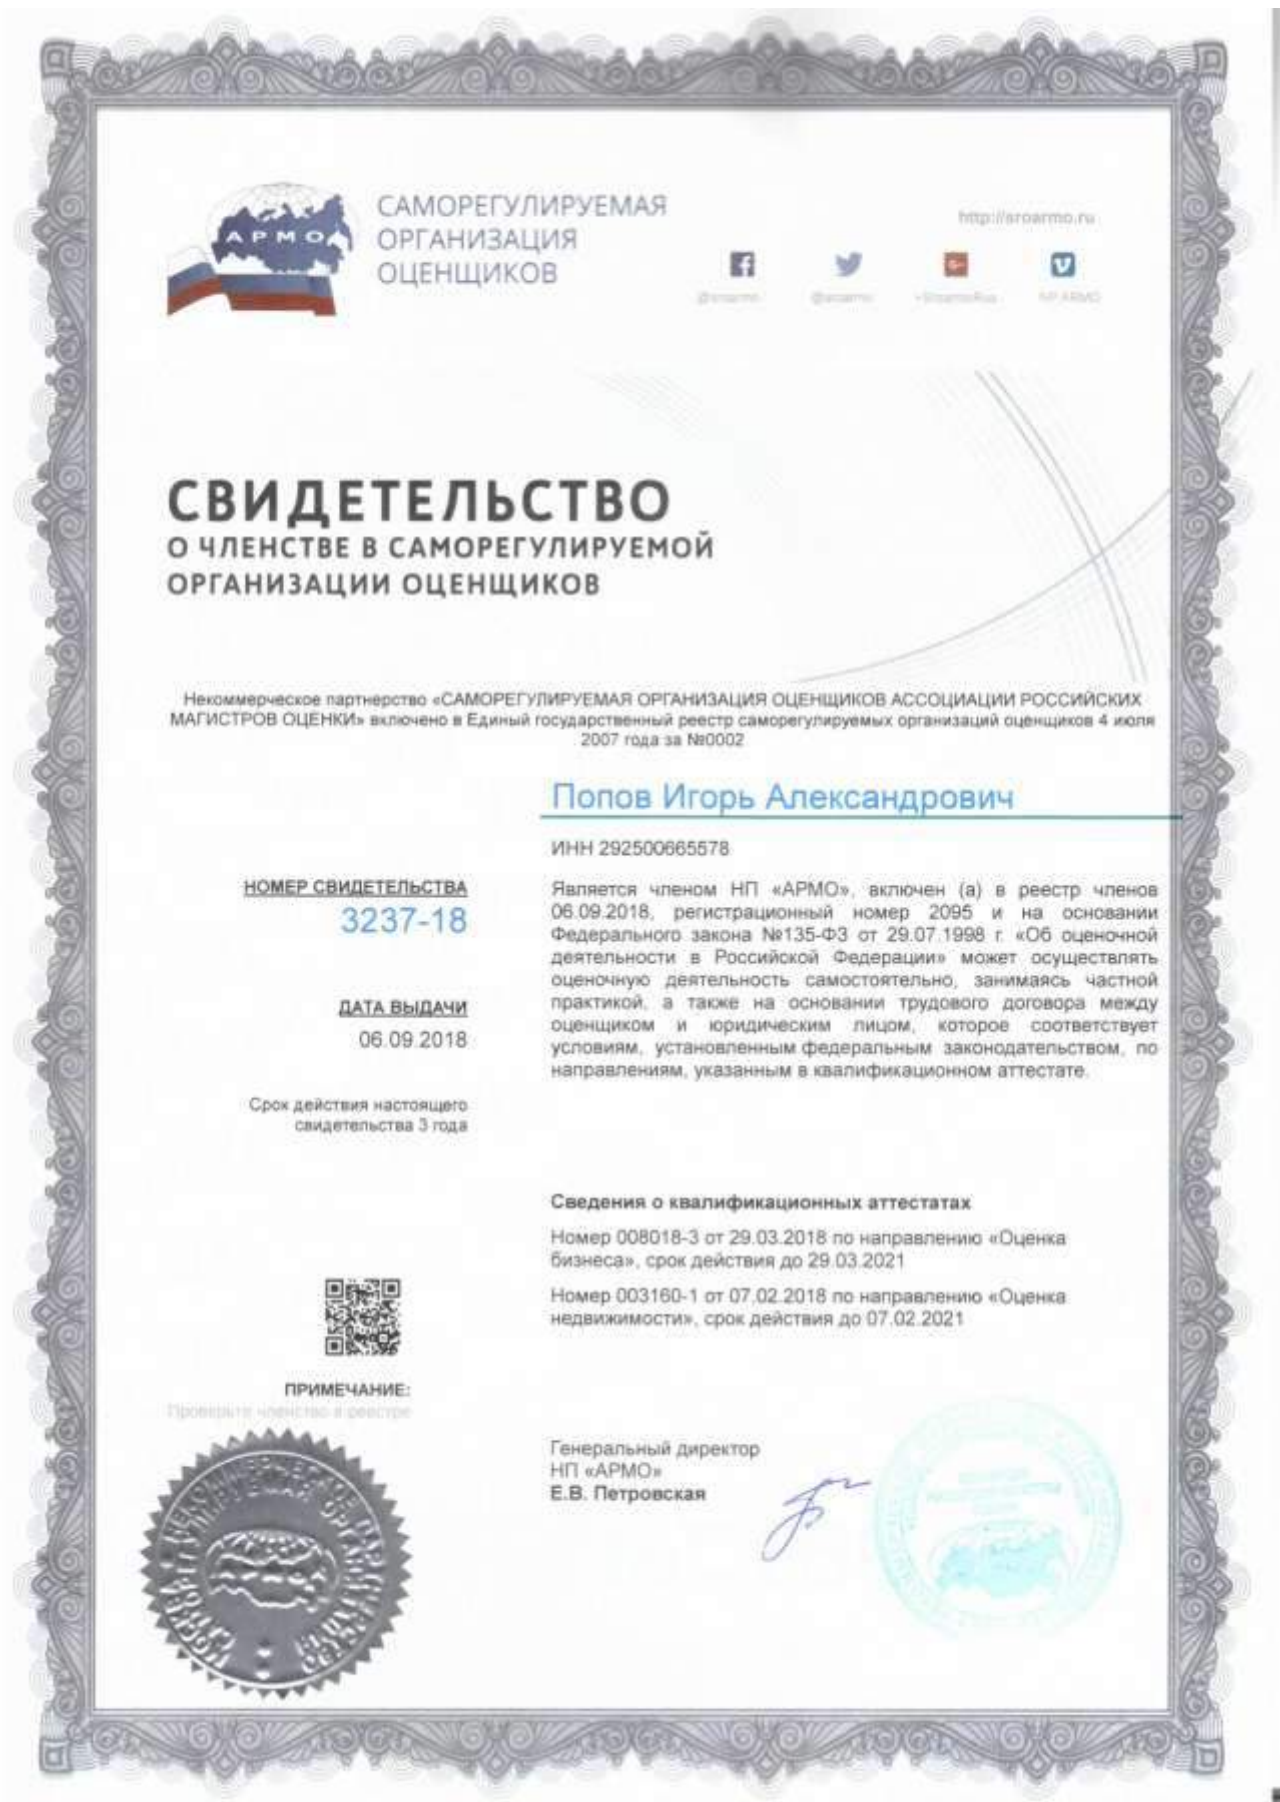 АРМО
САМОРЕГУЛИРУЕМАЯ
ОРГАНИЗАЦИЯ
ОЦЕНЩИКОВ
http://sroarmo.ru
@sroarmo
@sroarmo
+SroarmoRus
NP ARMO
СВИДЕТЕЛЬСТВО
О ЧЛЕНСТВЕ В САМОРЕГУЛИРУЕМОЙ
ОРГАНИЗАЦИИ ОЦЕНЩИКОВ
Некоммерческое партнерство «САМОРЕГУЛИРУЕМАЯ ОРГАНИЗАЦИЯ ОЦЕНЩИКОВ АССОЦИАЦИИ РОССИЙСКИХ
МАГИСТРОВ ОЦЕНКИ» включено в Единый государственный реестр саморегулируемых организаций оценщиков 4 июля
2007 года за №0002
Попов Игорь Александрович
ИНН 292500665578
НОМЕР СВИДЕТЕЛЬСТВА
3237-18
ДАТА ВЫДАЧИ
06.09.2018
Срок действия настоящего
свидетельства 3 года
Является членом НП «АРМО», включен (а) в реестр членов
06.09.2018, регистрационный номер 2095 и на основании
Федерального закона №135-ФЗ от 29.07.1998 г. «Об оценочной
деятельности в Российской Федерации» может осуществлять
оценочную деятельность самостоятельно, занимаясь частной
практикой, а также на основании трудового договора между
оценщиком и юридическим лицом, которое соответствует
условиям, установленным федеральным законодательством, по
направлениям, указанным в квалификационном аттестате.
Сведения о квалификационных аттестатах
Номер 008018-3 от 29.03.2018 по направлению «Оценка
бизнеса», срок действия до 29.03.2021
Номер 003160-1 от 07.02.2018 по направлению «Оценка
недвижимости», срок действия до 07.02.2021
ПРИМЕЧАНИЕ:
Проверьте членство в реестре
Генеральный директор
НП «АРМО»
Е.В. Петровская